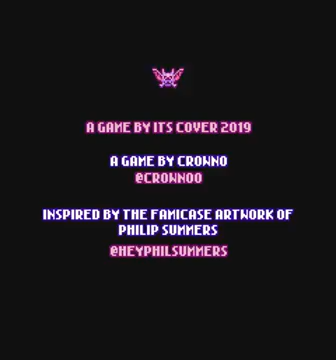 A GAME BY ITS COVER 2019
A GAME BY CROWNO
@CROWNOO
INSPIRED BY THE FAMICASE ARTWORK OF
PHILIP SUMMERS
@HEYPHILSUMMERS